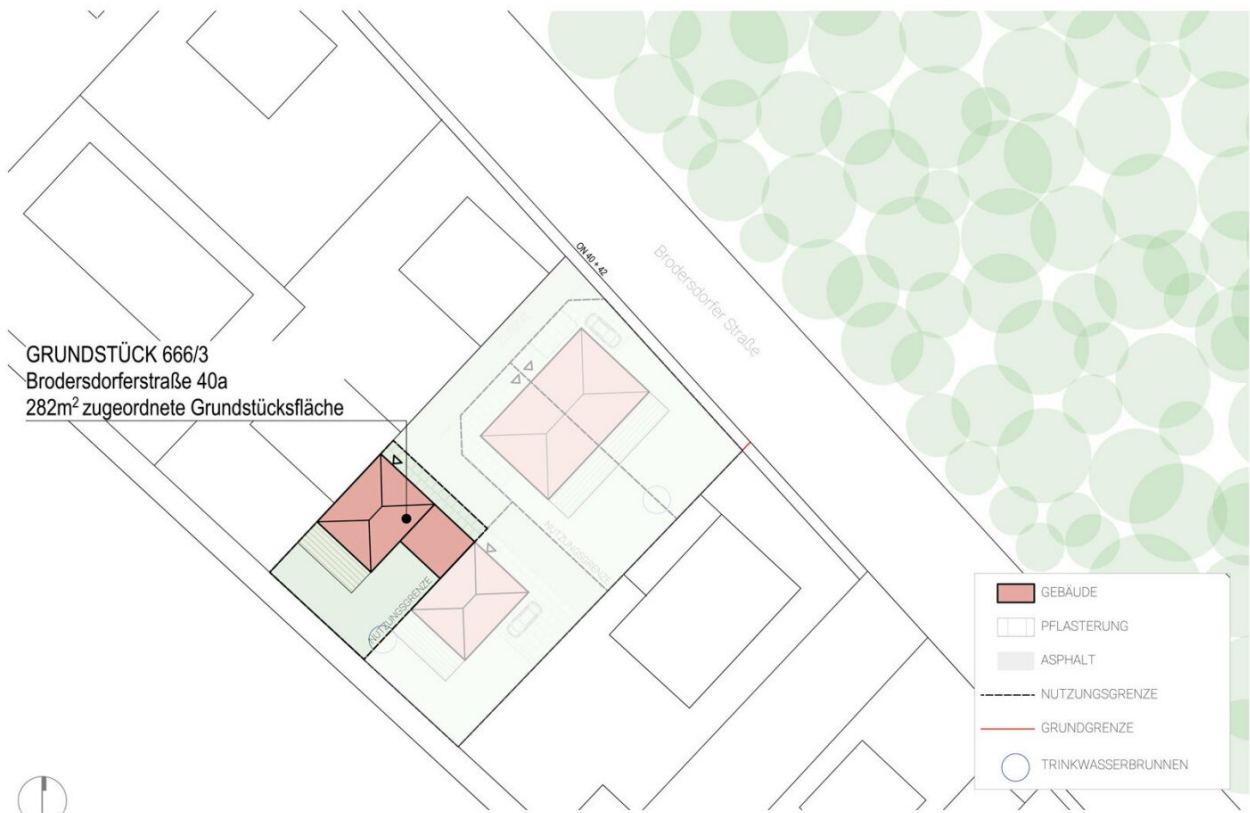 ON 40 + 42
Brodersdorfer Straße
GRUNDSTÜCK 666/3
Brodersdorferstraße 40a
282m² zugeordnete Grundstücksfläche
NUTZUNGSGRENZE
NUTZUNGSGRENZE
GEBÄUDE
PFLASTERUNG
ASPHALT
NUTZUNGSGRENZE
GRUNDGRENZE
TRINKWASSERBRUNNEN